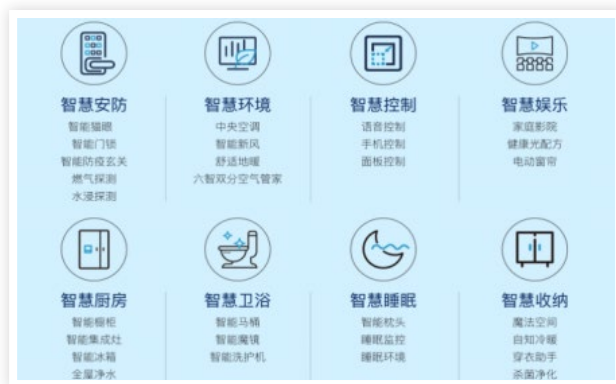 智慧安防
智能猫眼
智能门锁
智能防疫玄关
燃气探测
水浸探测
智慧环境
中央空调
智能新风
舒适地暖
六智双分空气管家
智慧控制
语音控制
手机控制
面板控制
智慧娱乐
家庭影院
健康光配方
电动窗帘
智慧厨房
智能橱柜
智能集成灶
智能冰箱
全屋净水
智慧卫浴
智能马桶
智能魔镜
智能洗护机
智慧睡眠
智能枕头
睡眠监控
睡眠环境
智慧收纳
魔法空间
自知冷暖
穿衣助手
杀菌净化